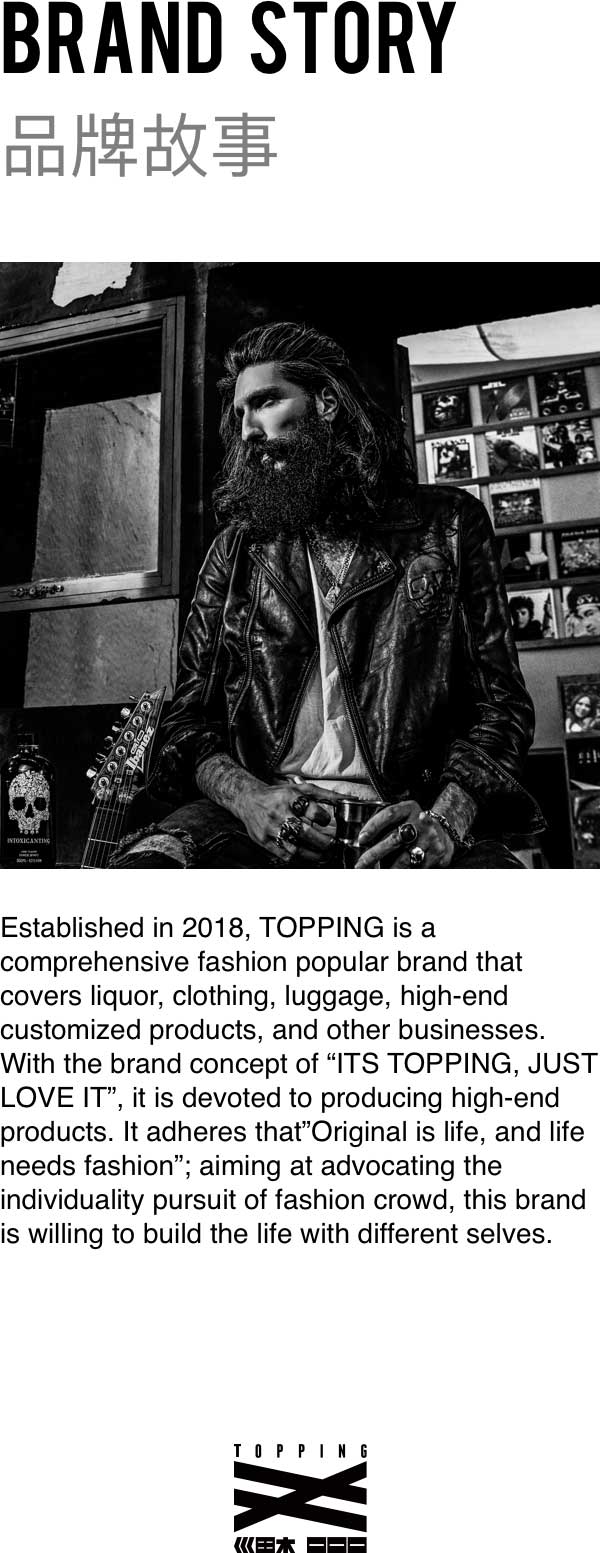 BRAND STORY
品牌故事
Ibanez
INTOXICANTING
Established in 2018, TOPPING is a
comprehensive fashion popular brand that
covers liquor, clothing, luggage, high-end
customized products, and other businesses.
With the brand concept of “ITS TOPPING, JUST
LOVE IT”, it is devoted to producing high-end
products. It adheres that”Original is life, and life
needs fashion”; aiming at advocating the
individuality pursuit of fashion crowd, this brand
is willing to build the life with different selves.
TOPPING